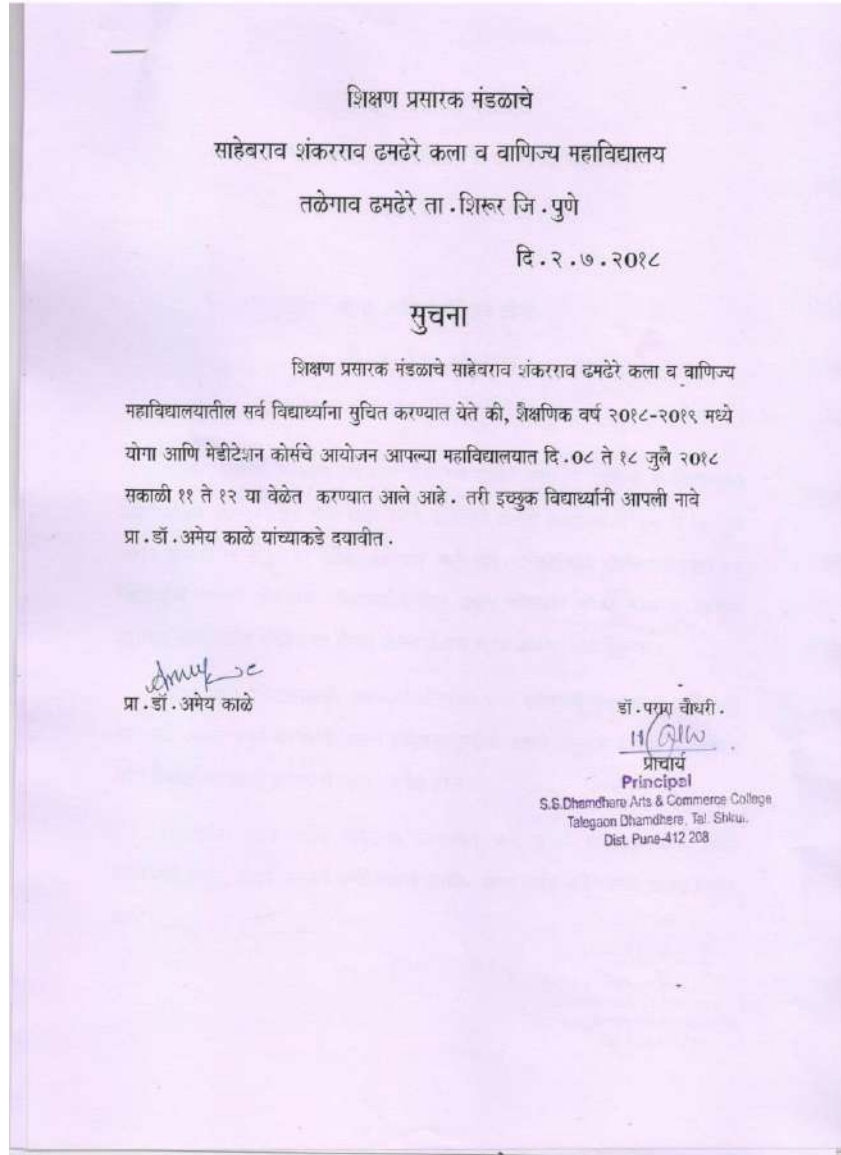 शिक्षण प्रसारक मंडळाचे
साहेबराव शंकरराव ढमढेरे कला व वाणिज्य महाविद्यालय
तळेगाव ढमढेरे ता .शिरूर जि .पुणे
दि . २ . ७ . २०१८
सुचना
शिक्षण प्रसारक मंडळाचे साहेबराव शंकरराव ढमढेरे कला व वाणिज्य
महाविद्यालयातील सर्व विद्यार्थ्यांना सुचित करण्यात येते की, शैक्षणिक वर्ष २०१८-२०१९ मध्ये
योगा आणि मेडीटेशन कोर्सचे आयोजन आपल्या महाविद्यालयात दि .०८ ते १८ जुलै २०१८
सकाळी ११ ते १२ या वेळेत करण्यात आले आहे . तरी इच्छुक विद्यार्थ्यांनी आपली नावे
प्रा .डॉ .अमेय काळे यांच्याकडे दयावीत .
प्रा .डॉ .अमेय काळे
डॉ .पराग चौधरी .
प्राचार्य
Principal
S.S.Dhamdhere Arts & Commerce College
Talegaon Dhamdhere, Tal. Shirur,
Dist. Pune-412 208